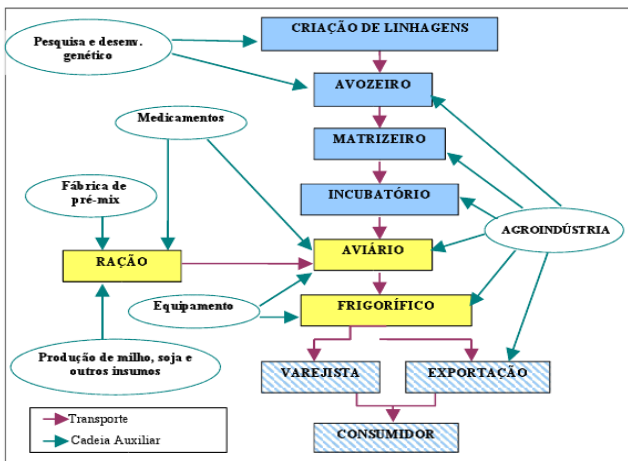 CRIAÇÃO DE LINHAGENS
Pesquisa e desenv.
genético
AVOZEIRO
Medicamentos
MATRIZEIRO
Fábrica de
pré-mix
INCUBATÓRIO
AGROINDÚSTRIA
AVIÁRIO
RAÇÃO
Equipamento
FRIGORÍFICO
Produção de milho, soja e
outros insumos
VAREJISTA
EXPORTAÇÃO
Transporte
Cadeia Auxiliar
CONSUMIDOR